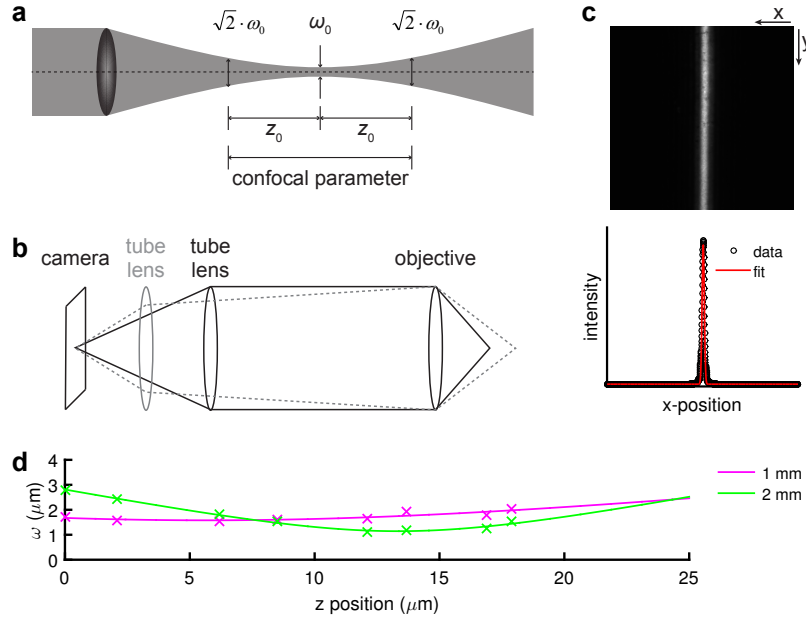 a
√2·ω₀
ω₀
√2·ω₀
z₀
z₀
confocal parameter
b
camera
tube
lens
tube
lens
objective
c
x
y
intensity
data
fit
x-position
d
ω (μm)
4
3
2
1
0
0
5
10
15
20
25
z position (μm)
1 mm
2 mm